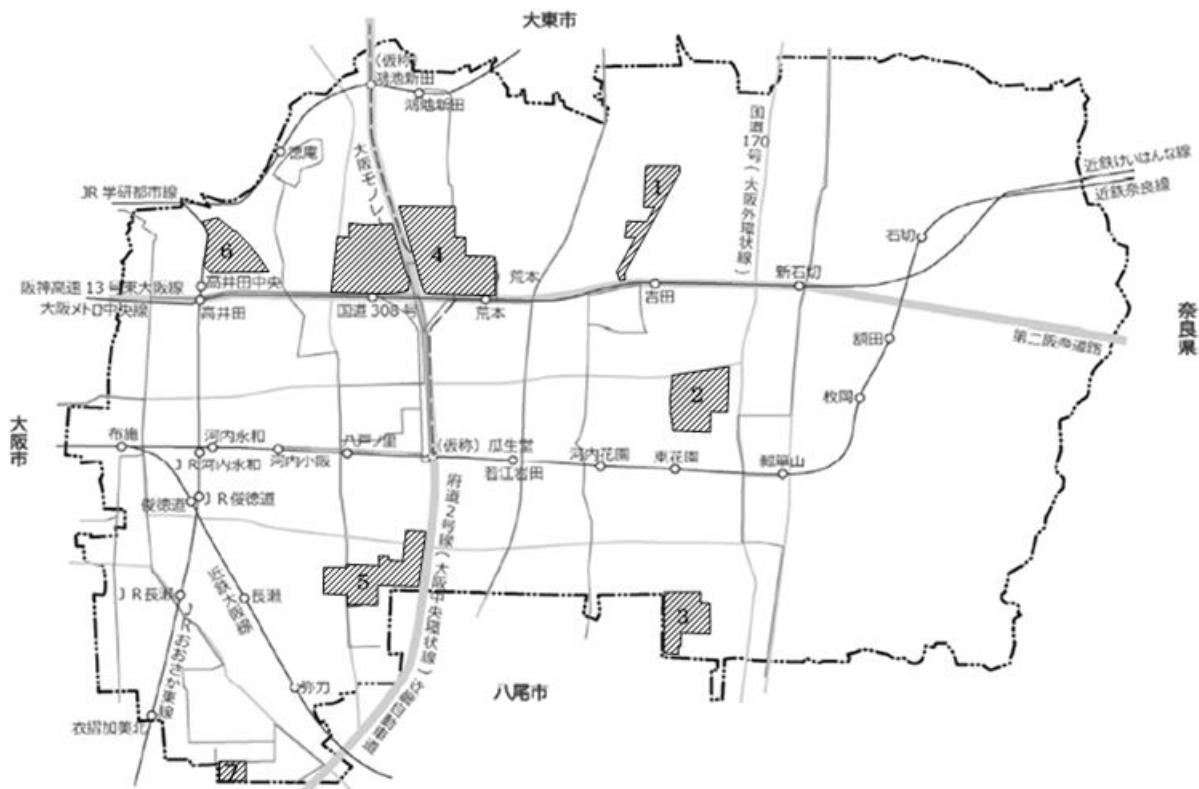 大東市
（仮称）
鴻池新田
鴻池新田
徳庵
JR 学研都市線
大阪モノレー
国道170号（大阪外環状線）
近鉄けいはんな線
近鉄奈良線
1
6
4
石切
荒本
新石切
高井田中央
阪神高速 13 号東大阪線
大阪メトロ中央線
高井田
国道 308 号
荒本
吉田
奈良県
第二阪奈道路
額田
2
枚岡
大阪市
布施
河内永和
八戸ノ里
（仮称）瓜生堂
河内花園
東花園
瓢箪山
JR河内永和
河内小阪
若江岩田
俊徳道
JR俊徳道
府道2号線（大阪中央環状線）近畿自動車道
5
JR長瀬
近鉄大阪線
長瀬
3
JRおおさか東線
弥刀
八尾市
衣摺加美北
7